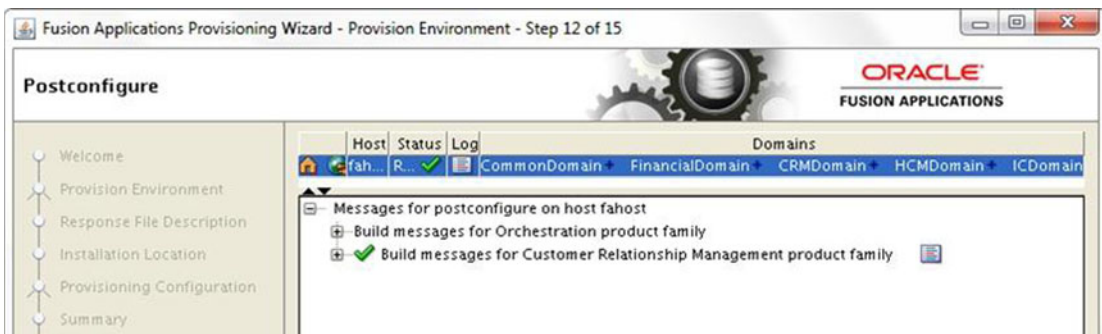 Fusion Applications Provisioning Wizard - Provision Environment - Step 12 of 15
Postconfigure
ORACLE
FUSION APPLICATIONS
Welcome
Provision Environment
Response File Description
Installation Location
Provisioning Configuration
Summary
Host Status Log Domains
fah... R... CommonDomain+ FinancialDomain+ CRMDomain+ HCMDomain+ ICDomain
Messages for postconfigure on host fahost
Build messages for Orchestration product family
Build messages for Customer Relationship Management product family